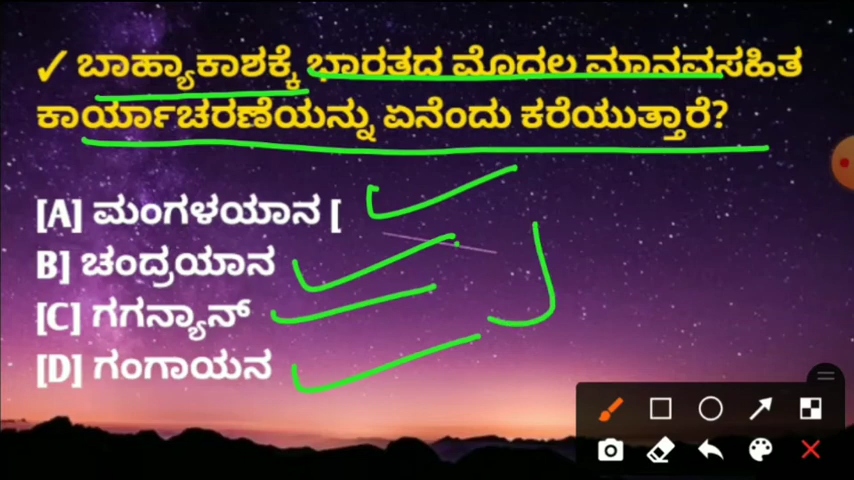 ✓ ಬಾಹ್ಯಾಕಾಶಕ್ಕೆ ಭಾರತದ ಮೊದಲ ಮಾನವಸಹಿತ
ಕಾರ್ಯಾಚರಣೆಯನ್ನು ಏನೆಂದು ಕರೆಯುತ್ತಾರೆ?
[A] ಮಂಗಳಯಾನ [
B] ಚಂದ್ರಯಾನ
[C] ಗಗನ್ಯಾನ್
[D] ಗಂಗಾಯನ